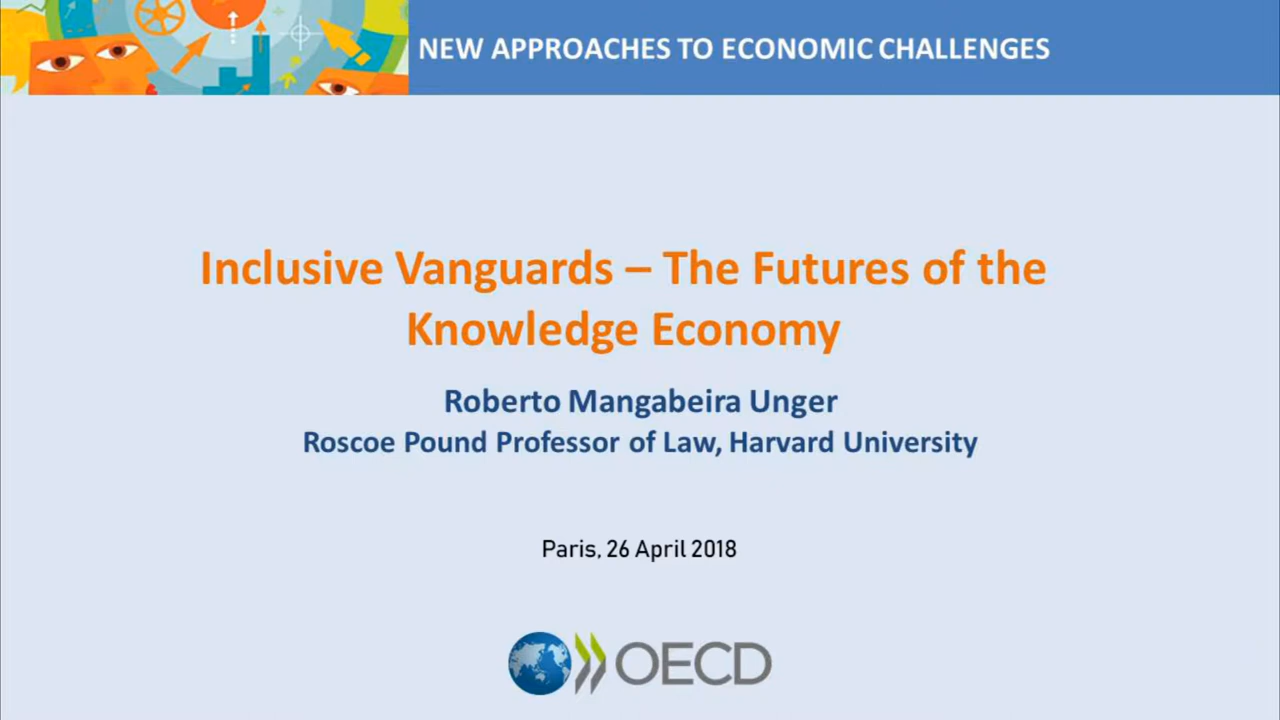 NEW APPROACHES TO ECONOMIC CHALLENGES
Inclusive Vanguards – The Futures of the
Knowledge Economy
Roberto Mangabeira Unger
Roscoe Pound Professor of Law, Harvard University
Paris, 26 April 2018
OECD